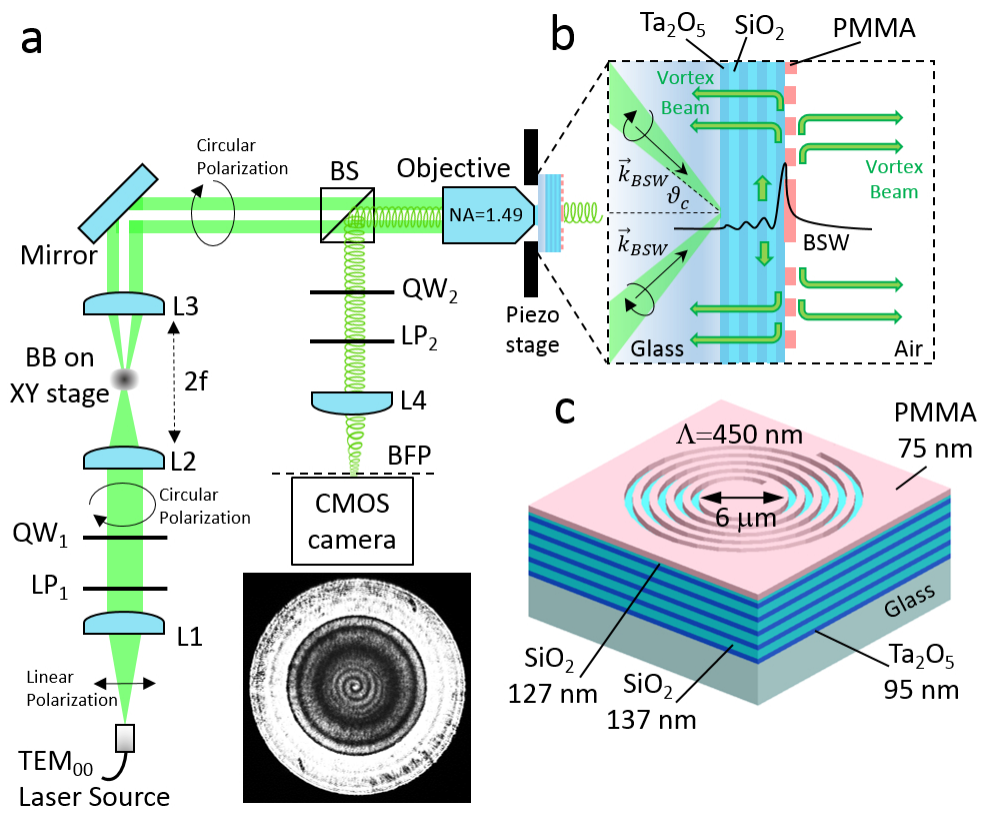 a
Circular
Polarization
BS
Objective
NA=1.49
Mirror
L3
QW₂
Piezo
stage
LP₂
BB on
XY stage
2f
L4
L2
BFP
Circular
Polarization
CMOS
camera
QW₁
LP₁
L1
Linear
Polarization
TEM₀₀
Laser Source
b
Ta₂O₅
SiO₂
PMMA
Vortex
Beam
k⃗BSW
ϑc
Vortex
Beam
k⃗BSW
BSW
Glass
Air
c
PMMA
75 nm
Λ=450 nm
6 μm
Glass
SiO₂
127 nm
SiO₂
137 nm
Ta₂O₅
95 nm